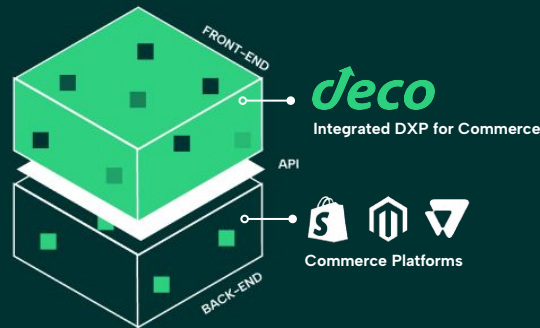 FRONT-END
deco
Integrated DXP for Commerce
API
Commerce Platforms
BACK-END